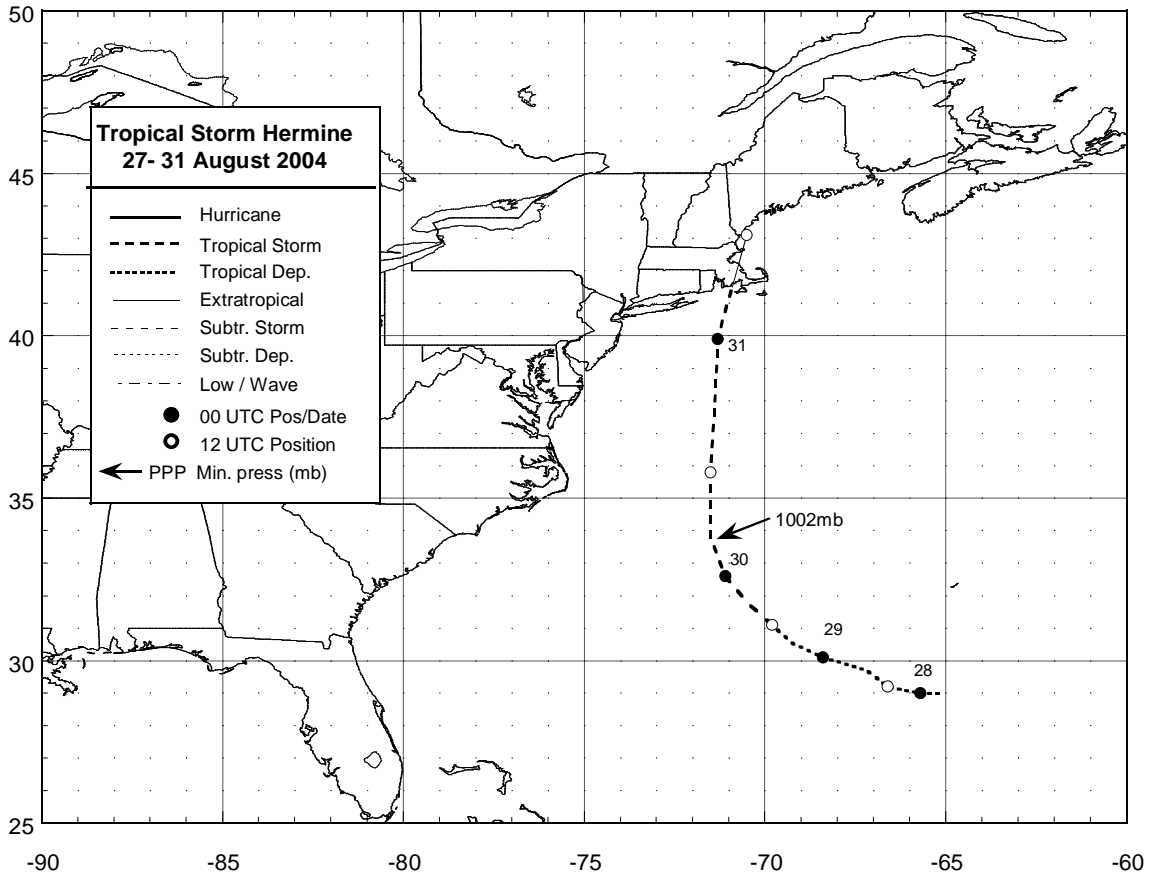 50
45
40
35
30
25
Tropical Storm Hermine
27- 31 August 2004
Hurricane
Tropical Storm
Tropical Dep.
Extratropical
Subtr. Storm
Subtr. Dep.
Low / Wave
00 UTC Pos/Date
12 UTC Position
PPP Min. press (mb)
31
1002mb
30
29
28
-90
-85
-80
-75
-70
-65
-60